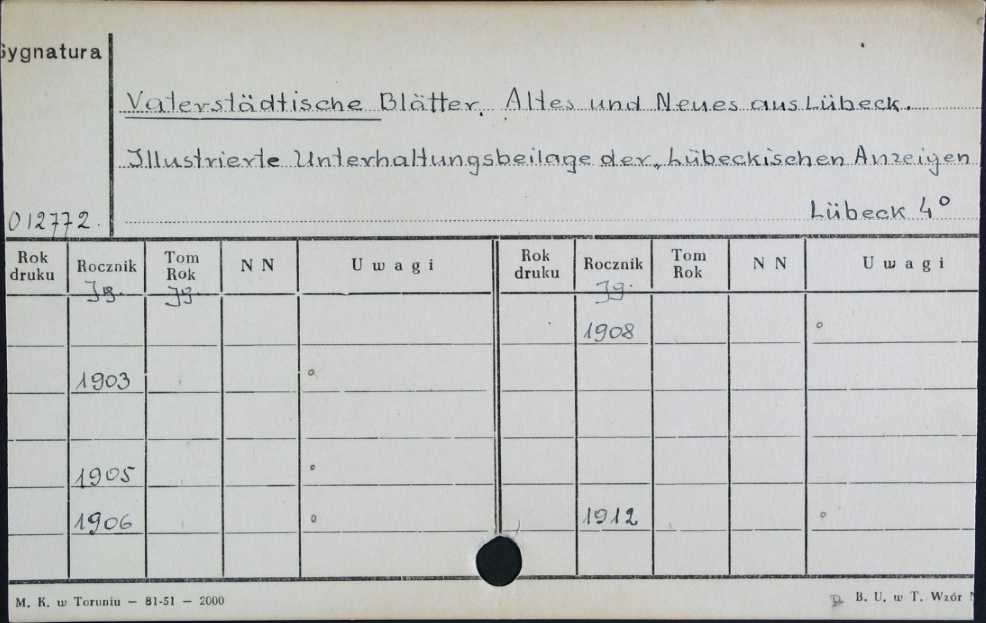 Sygnatura
Vaterstädtische Blätter. Altes und Neues aus Lübeck.
Illustrierte Unterhaltungsbeilage der „Lübeckischen Anzeigen
Lübeck 4°
012772.
Rok druku Rocznik Tom Rok N N Uwagi Rok druku Rocznik Tom Rok N N Uwagi
Jg. Jg. Jg.
1908 °
1903 °
1905 °
1906 ° 1912 °
M. K. w Toruniu — 81-51 — 2000
B. U. w T. Wzór